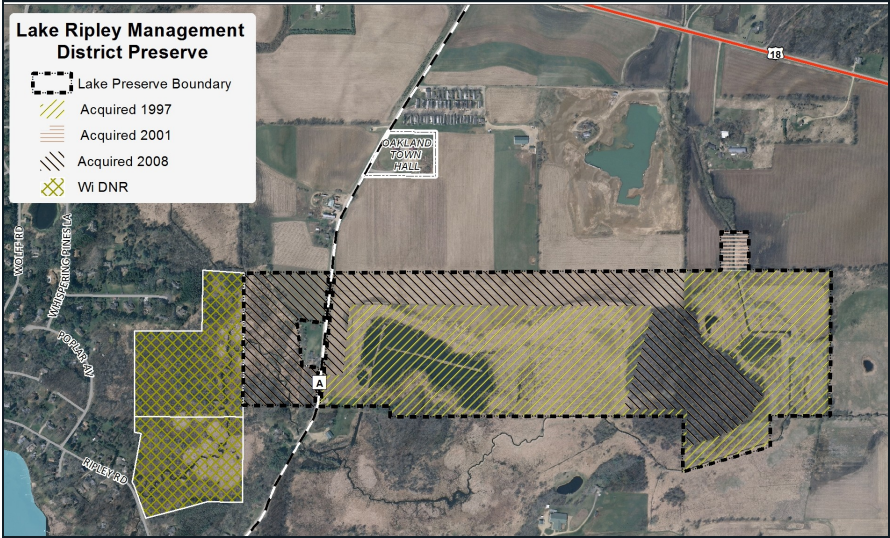 Lake Ripley Management
District Preserve
Lake Preserve Boundary
Acquired 1997
Acquired 2001
Acquired 2008
Wi DNR
18
OAKLAND
TOWN
HALL
WOLFF RD
WHISPERING PINES LA
POPLAR AV
A
RIPLEY RD